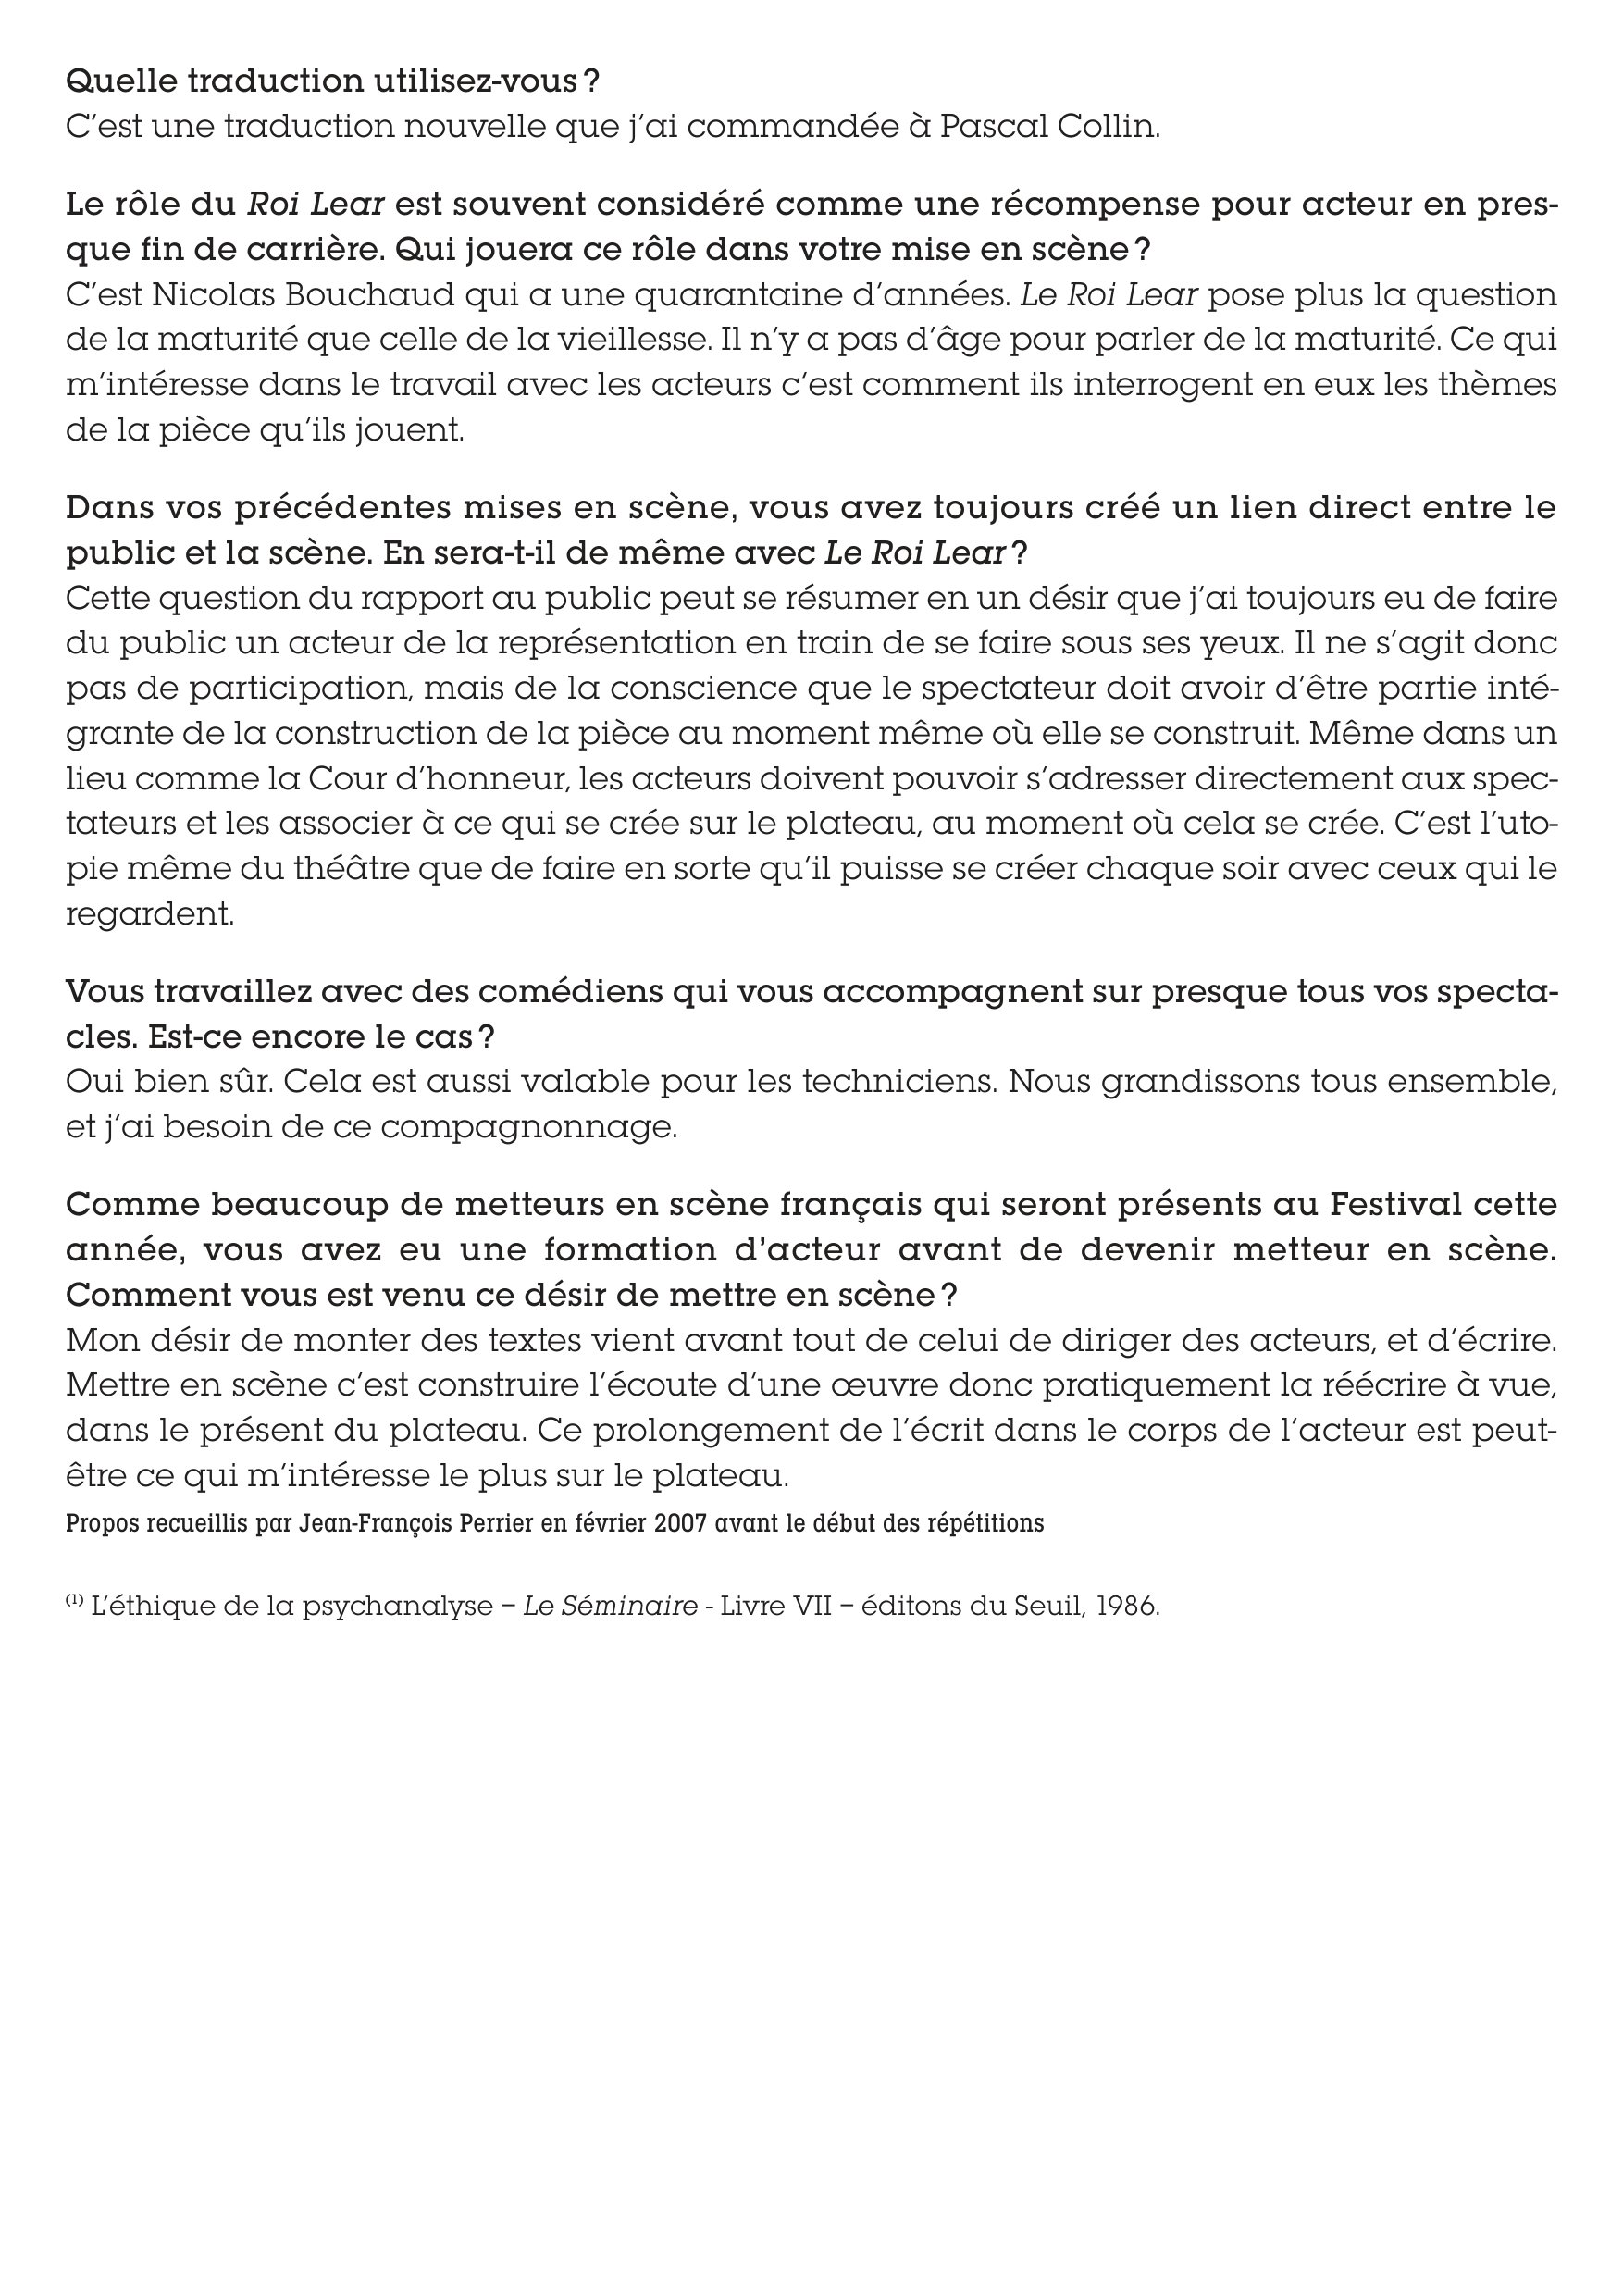 Quelle traduction utilisez-vous ?
C’est une traduction nouvelle que j’ai commandée à Pascal Collin.
Le rôle du Roi Lear est souvent considéré comme une récompense pour acteur en pres-
que fin de carrière. Qui jouera ce rôle dans votre mise en scène ?
C’est Nicolas Bouchaud qui a une quarantaine d’années. Le Roi Lear pose plus la question
de la maturité que celle de la vieillesse. Il n’y a pas d’âge pour parler de la maturité. Ce qui
m’intéresse dans le travail avec les acteurs c’est comment ils interrogent en eux les thèmes
de la pièce qu’ils jouent.
Dans vos précédentes mises en scène, vous avez toujours créé un lien direct entre le
public et la scène. En sera-t-il de même avec Le Roi Lear ?
Cette question du rapport au public peut se résumer en un désir que j’ai toujours eu de faire
du public un acteur de la représentation en train de se faire sous ses yeux. Il ne s’agit donc
pas de participation, mais de la conscience que le spectateur doit avoir d’être partie inté-
grante de la construction de la pièce au moment même où elle se construit. Même dans un
lieu comme la Cour d’honneur, les acteurs doivent pouvoir s’adresser directement aux spec-
tateurs et les associer à ce qui se crée sur le plateau, au moment où cela se crée. C’est l’uto-
pie même du théâtre que de faire en sorte qu’il puisse se créer chaque soir avec ceux qui le
regardent.
Vous travaillez avec des comédiens qui vous accompagnent sur presque tous vos specta-
cles. Est-ce encore le cas ?
Oui bien sûr. Cela est aussi valable pour les techniciens. Nous grandissons tous ensemble,
et j’ai besoin de ce compagnonnage.
Comme beaucoup de metteurs en scène français qui seront présents au Festival cette
année, vous avez eu une formation d’acteur avant de devenir metteur en scène.
Comment vous est venu ce désir de mettre en scène ?
Mon désir de monter des textes vient avant tout de celui de diriger des acteurs, et d’écrire.
Mettre en scène c’est construire l’écoute d’une œuvre donc pratiquement la réécrire à vue,
dans le présent du plateau. Ce prolongement de l’écrit dans le corps de l’acteur est peut-
être ce qui m’intéresse le plus sur le plateau.
Propos recueillis par Jean-François Perrier en février 2007 avant le début des répétitions
(1) L’éthique de la psychanalyse – Le Séminaire - Livre VII – éditons du Seuil, 1986.